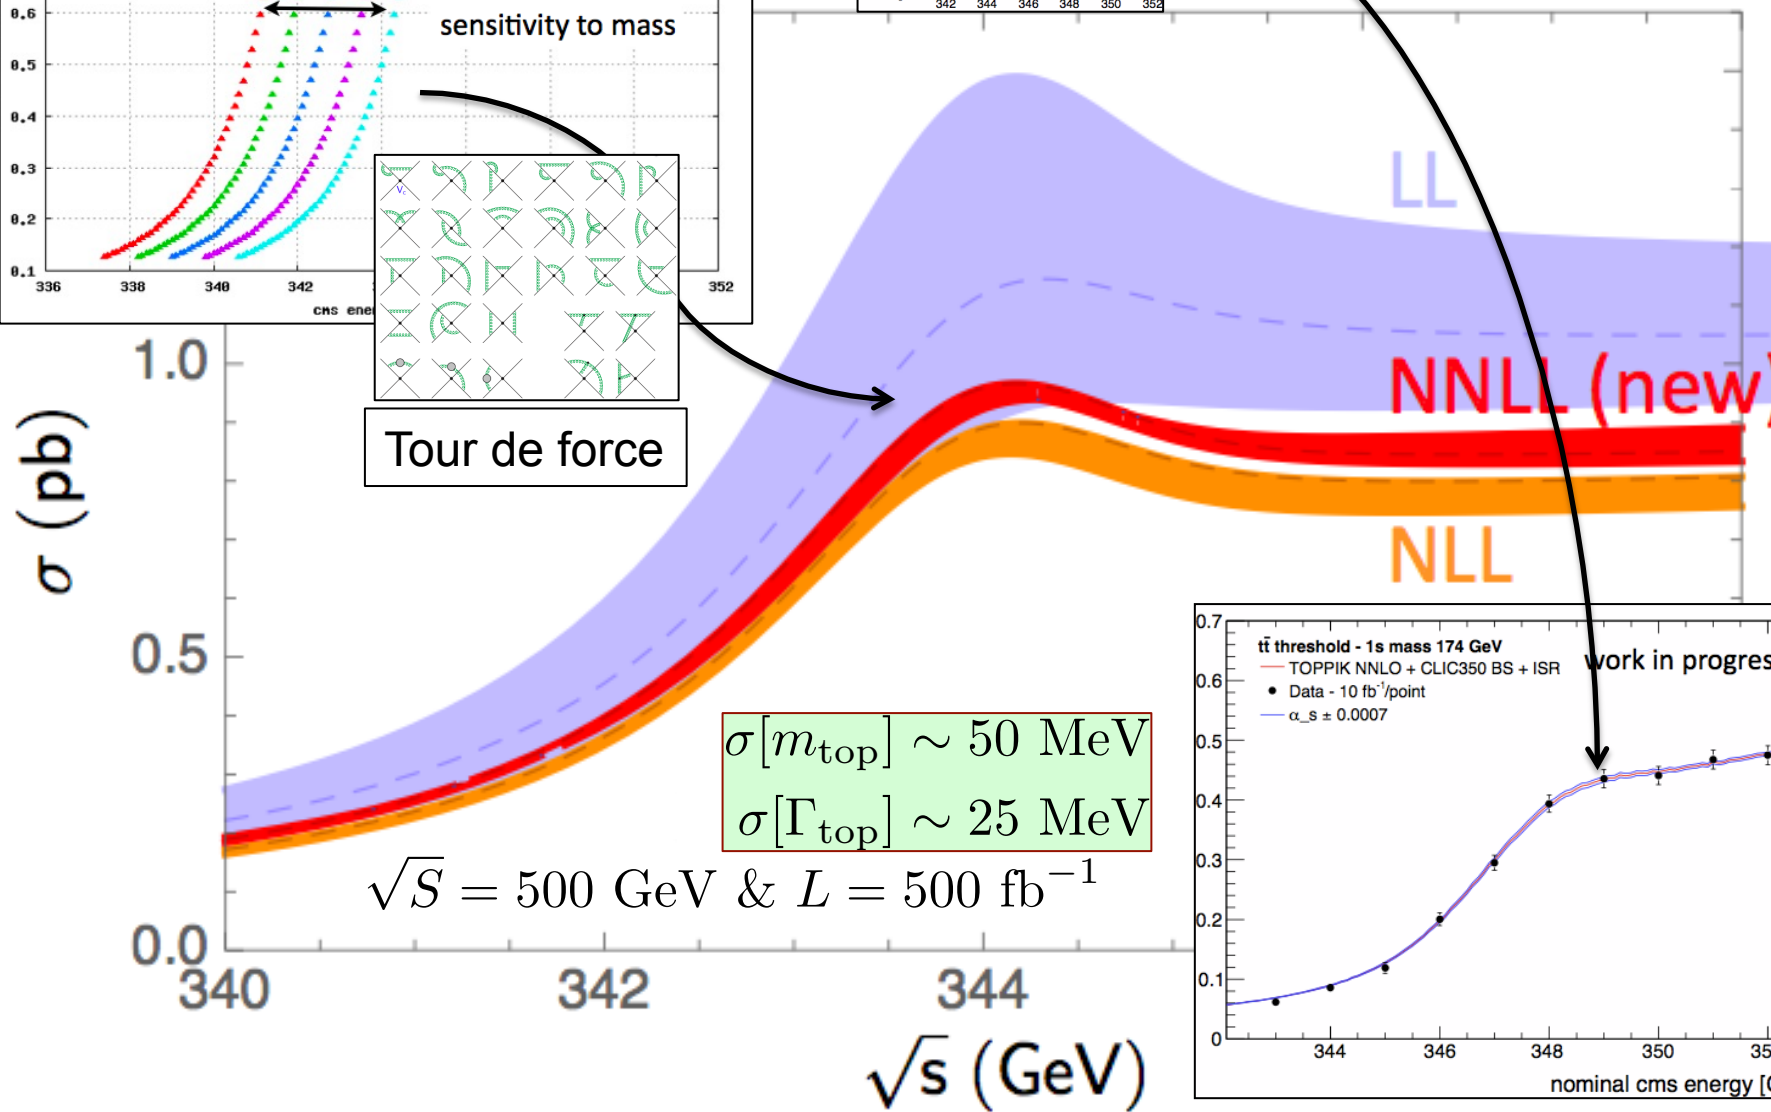 0.6
0.5
0.4
0.3
0.2
0.1
336 338 340 342 352
cms ene
sensitivity to mass
342 344 346 348 350 352
V
Tour de force
LL
NNLL (new)
NLL
1.0
0.5
0.0
σ (pb)
340 342 344
√s (GeV)
σ[m_top] ∼ 50 MeV
σ[Γ_top] ∼ 25 MeV
√S = 500 GeV & L = 500 fb⁻¹
0.7
0.6
0.5
0.4
0.3
0.2
0.1
0
tt̄ threshold - 1s mass 174 GeV
TOPPIK NNLO + CLIC350 BS + ISR
Data - 10 fb⁻¹/point
α_s ± 0.0007
work in progres
344 346 348 350 35
nominal cms energy [